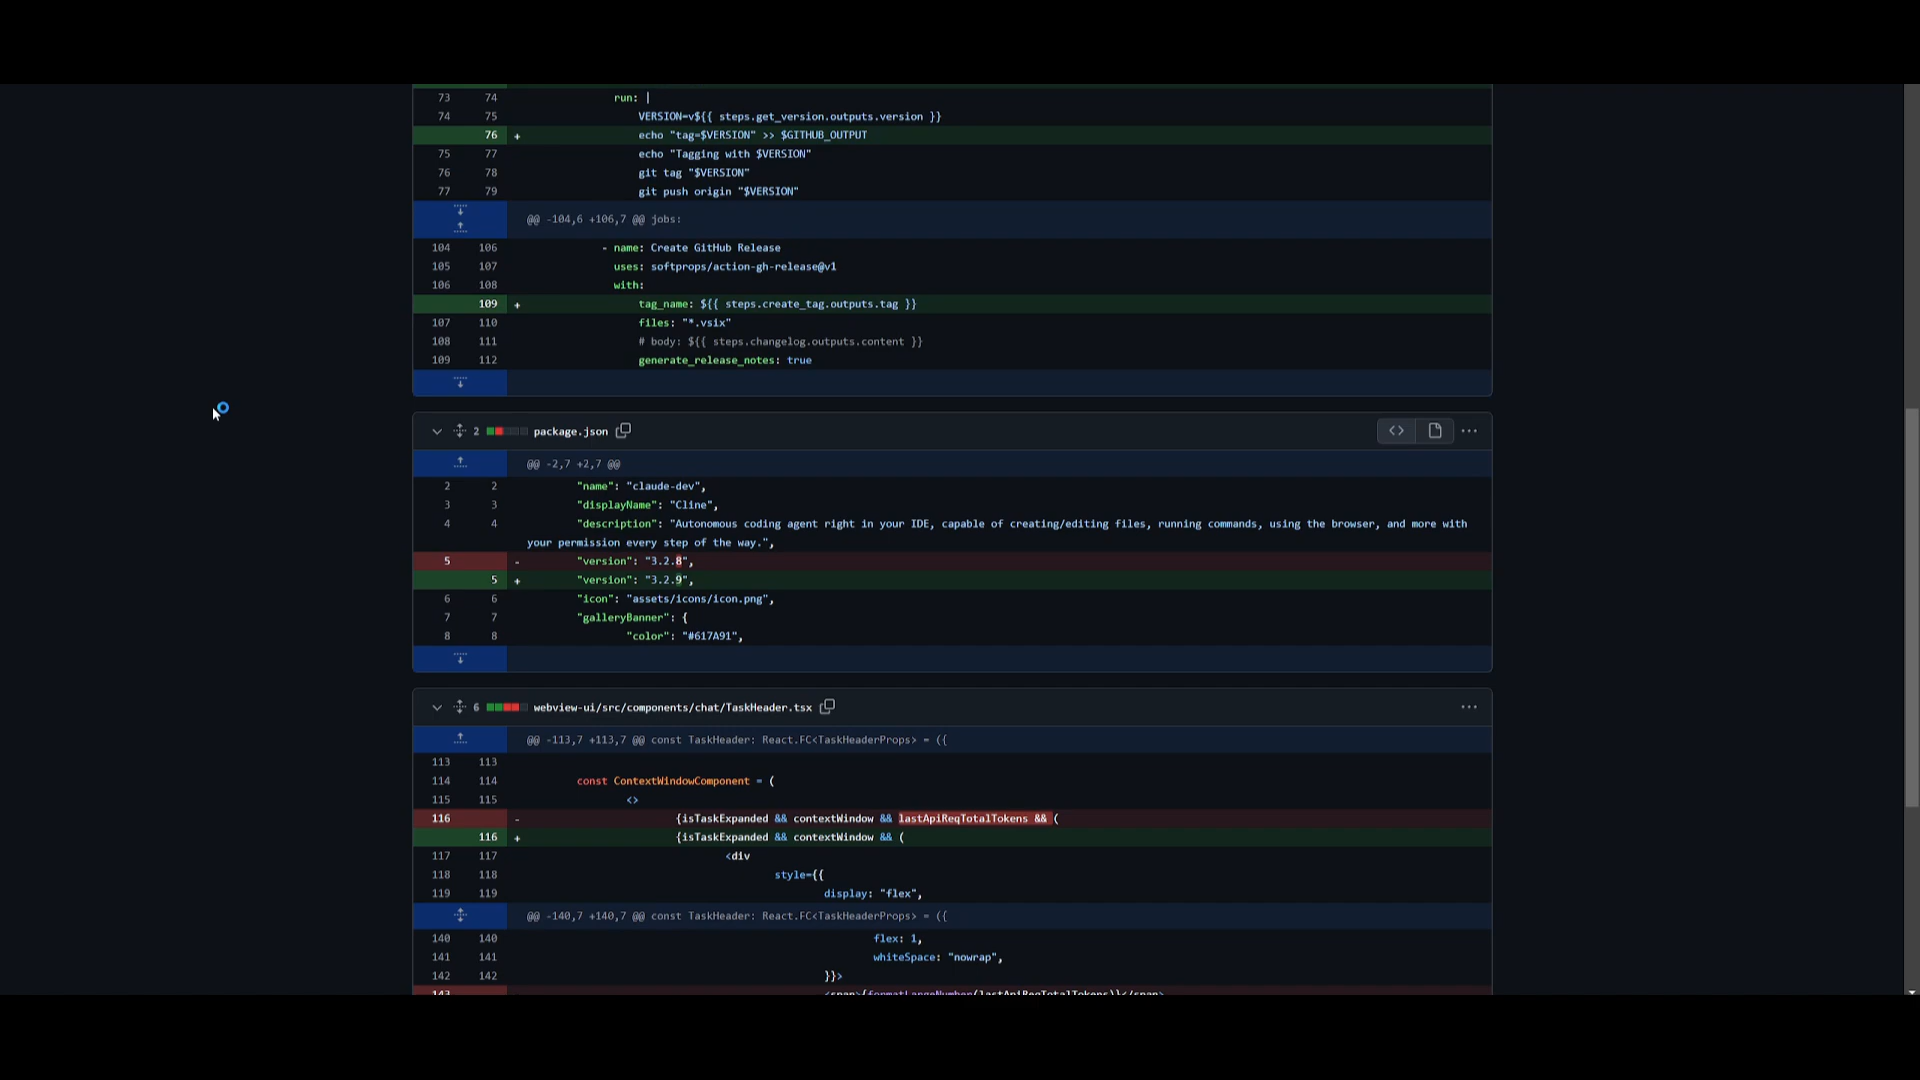 73 74 run: |
74 75 VERSION=v${{ steps.get_version.outputs.version }}
76 + echo "tag=$VERSION" >> $GITHUB_OUTPUT
75 77 echo "Tagging with $VERSION"
76 78 git tag "$VERSION"
77 79 git push origin "$VERSION"
@@ -104,6 +106,7 @@ jobs:
104 106 - name: Create GitHub Release
105 107 uses: softprops/action-gh-release@v1
106 108 with:
109 + tag_name: ${{ steps.create_tag.outputs.tag }}
107 110 files: "*.vsix"
108 111 # body: ${{ steps.changelog.outputs.content }}
109 112 generate_release_notes: true
2 package.json
@@ -2,7 +2,7 @@
2 2 "name": "claude-dev",
3 3 "displayName": "Cline",
4 4 "description": "Autonomous coding agent right in your IDE, capable of creating/editing files, running commands, using the browser, and more with
your permission every step of the way.",
5 - "version": "3.2.8",
5 + "version": "3.2.9",
6 6 "icon": "assets/icons/icon.png",
7 7 "galleryBanner": {
8 8 "color": "#617A91",
6 webview-ui/src/components/chat/TaskHeader.tsx
@@ -113,7 +113,7 @@ const TaskHeader: React.FC<TaskHeaderProps> = ({
113 113
114 114 const ContextWindowComponent = (
115 115 <>
116 - {isTaskExpanded && contextWindow && lastApiReqTotalTokens && (
116 + {isTaskExpanded && contextWindow && (
117 117 <div
118 118 style={{
119 119 display: "flex",
@@ -140,7 +140,7 @@ const TaskHeader: React.FC<TaskHeaderProps> = ({
140 140 flex: 1,
141 141 whiteSpace: "nowrap",
142 142 }}>
143 <span>{formatLargeNumber(lastApiReqTotalTokens)}</span>